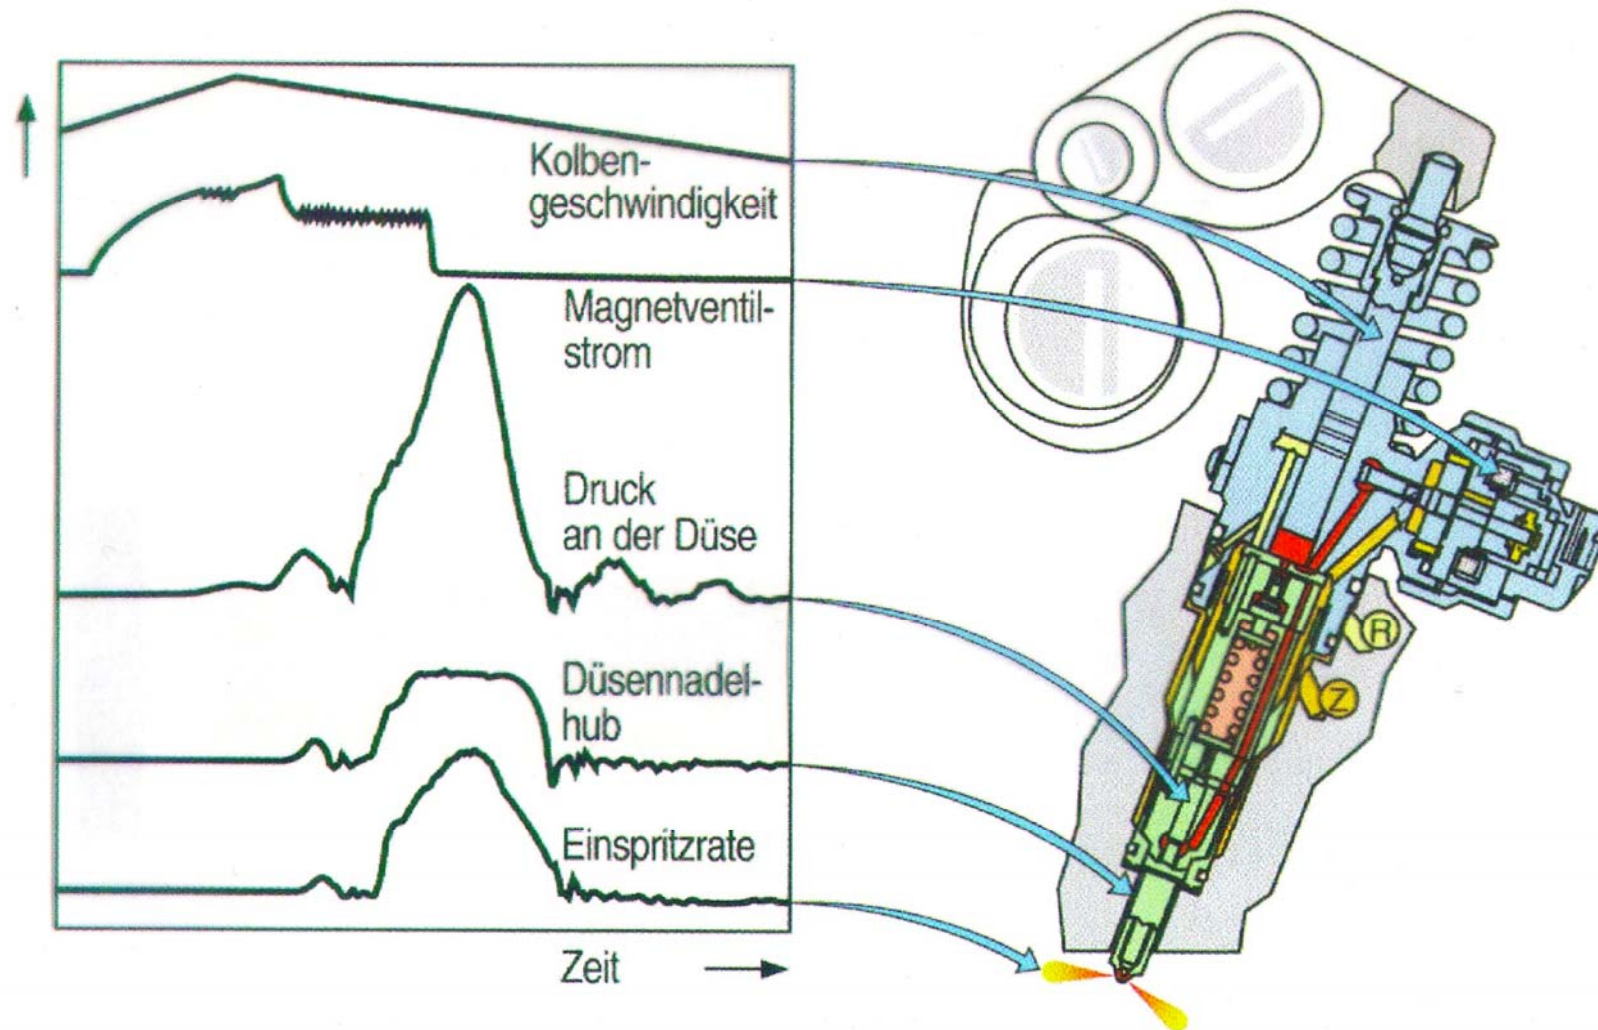 Kolben-
geschwindigkeit
Magnetventil-
strom
Druck
an der Düse
Düsennadel-
hub
Einspritzrate
Zeit
R
Z